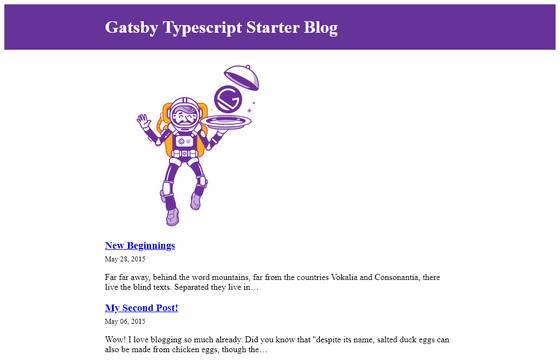 Gatsby Typescript Starter Blog
New Beginnings
May 28, 2015
Far far away, behind the word mountains, far from the countries Vokalia and Consonantia, there
live the blind texts. Separated they live in…
My Second Post!
May 06, 2015
Wow! I love blogging so much already. Did you know that "despite its name, salted duck eggs can
also be made from chicken eggs, though the…